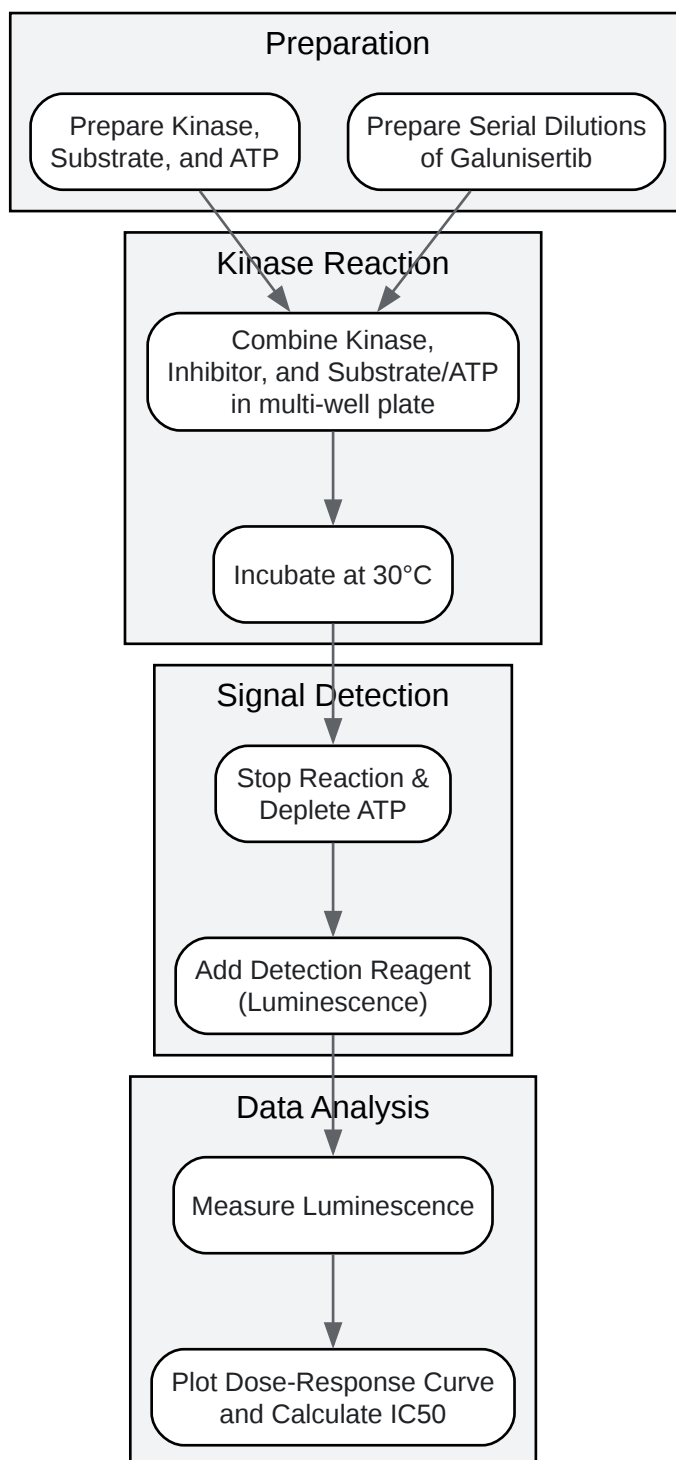 Preparation
Prepare Kinase,
Substrate, and ATP
Prepare Serial Dilutions
of Galunisertib
Kinase Reaction
Combine Kinase,
Inhibitor, and Substrate/ATP
in multi-well plate
Incubate at 30°C
Signal Detection
Stop Reaction &
Deplete ATP
Add Detection Reagent
(Luminescence)
Data Analysis
Measure Luminescence
Plot Dose-Response Curve
and Calculate IC50